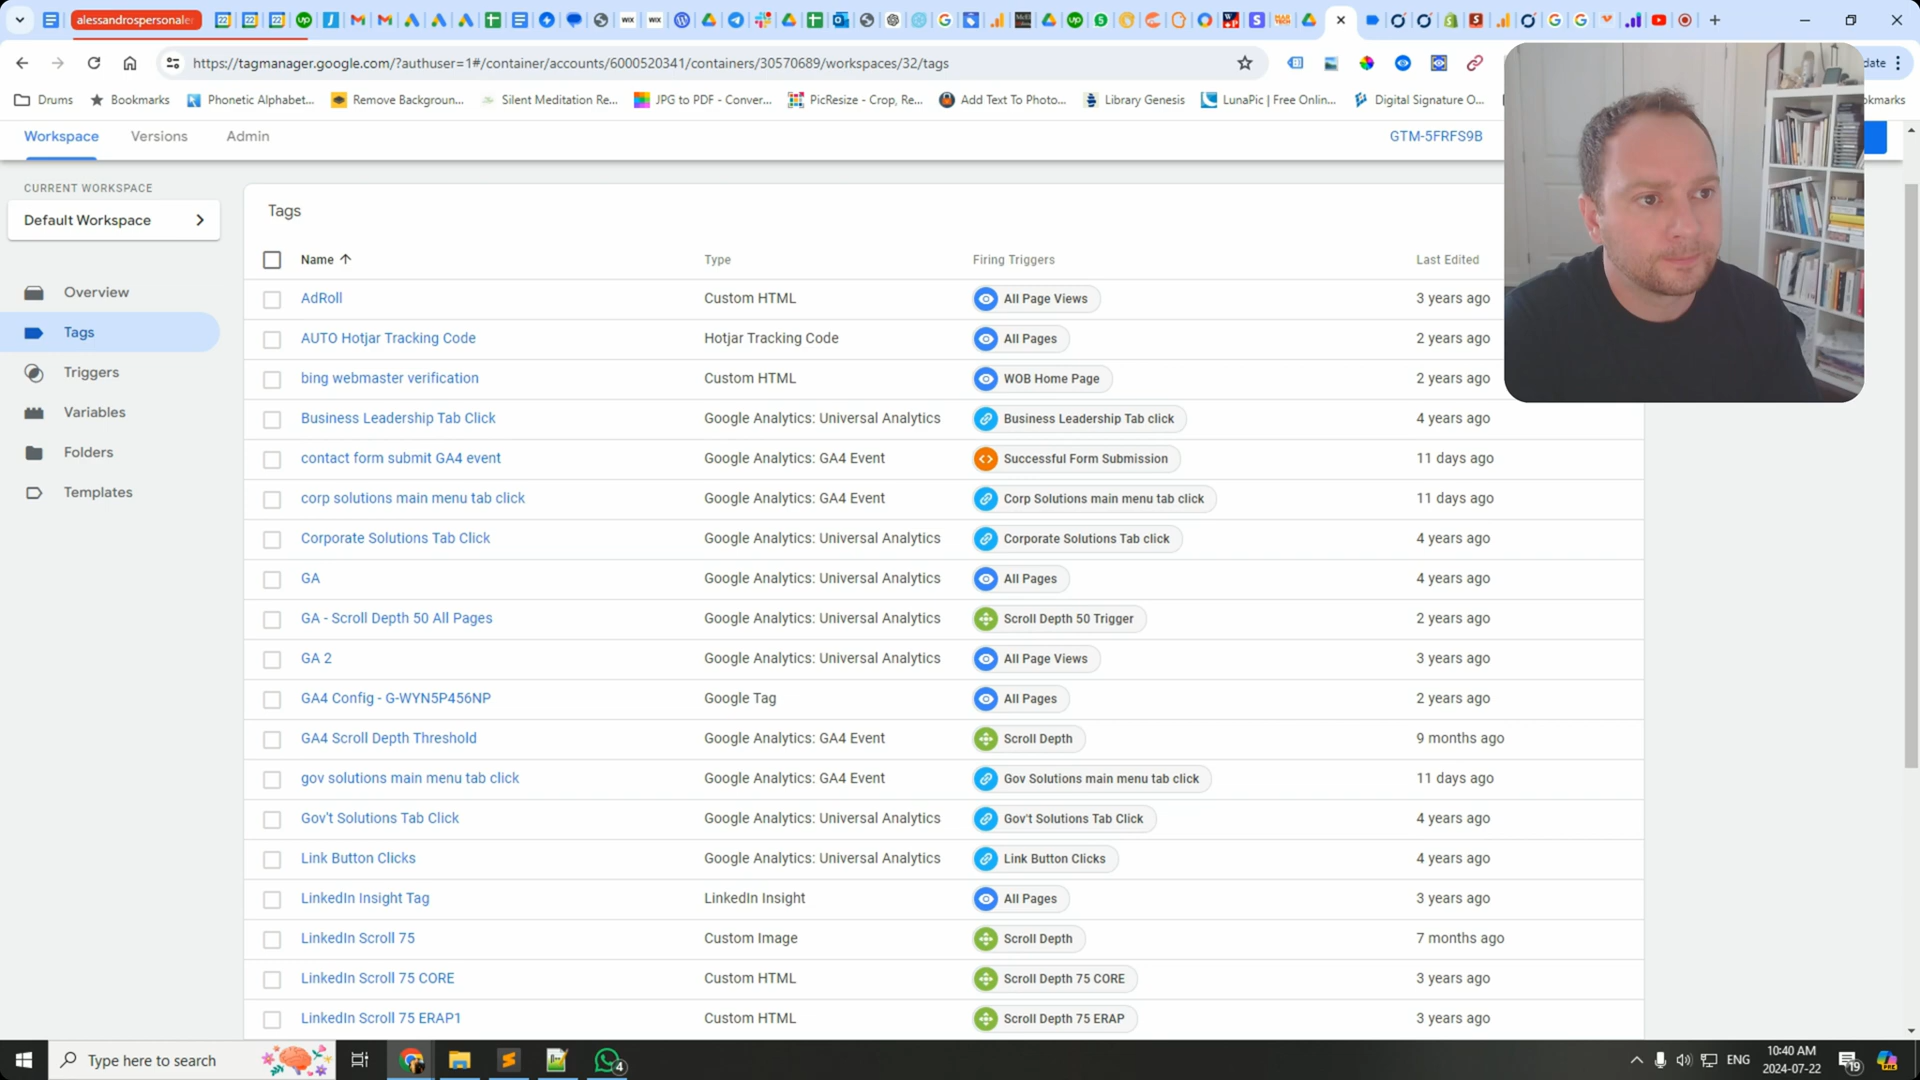 alessandrospersonale
https://tagmanager.google.com/?authuser=1#/container/accounts/6000520341/containers/30570689/workspaces/32/tags
date
Drums
Bookmarks
Phonetic Alphabet...
Remove Backgroun...
Silent Meditation Re...
JPG to PDF - Conver...
PicResize - Crop, Re...
Add Text To Photo...
Library Genesis
LunaPic | Free Onlin...
Digital Signature O...
kmarks
Workspace
Versions
Admin
GTM-5FRFS9B
CURRENT WORKSPACE
Default Workspace
Overview
Tags
Triggers
Variables
Folders
Templates
Tags
Name Type Firing Triggers Last Edited
AdRoll Custom HTML All Page Views 3 years ago
AUTO Hotjar Tracking Code Hotjar Tracking Code All Pages 2 years ago
bing webmaster verification Custom HTML WOB Home Page 2 years ago
Business Leadership Tab Click Google Analytics: Universal Analytics Business Leadership Tab click 4 years ago
contact form submit GA4 event Google Analytics: GA4 Event Successful Form Submission 11 days ago
corp solutions main menu tab click Google Analytics: GA4 Event Corp Solutions main menu tab click 11 days ago
Corporate Solutions Tab Click Google Analytics: Universal Analytics Corporate Solutions Tab click 4 years ago
GA Google Analytics: Universal Analytics All Pages 4 years ago
GA - Scroll Depth 50 All Pages Google Analytics: Universal Analytics Scroll Depth 50 Trigger 2 years ago
GA 2 Google Analytics: Universal Analytics All Page Views 3 years ago
GA4 Config - G-WYN5P456NP Google Tag All Pages 2 years ago
GA4 Scroll Depth Threshold Google Analytics: GA4 Event Scroll Depth 9 months ago
gov solutions main menu tab click Google Analytics: GA4 Event Gov Solutions main menu tab click 11 days ago
Gov't Solutions Tab Click Google Analytics: Universal Analytics Gov't Solutions Tab Click 4 years ago
Link Button Clicks Google Analytics: Universal Analytics Link Button Clicks 4 years ago
LinkedIn Insight Tag LinkedIn Insight All Pages 3 years ago
LinkedIn Scroll 75 Custom Image Scroll Depth 7 months ago
LinkedIn Scroll 75 CORE Custom HTML Scroll Depth 75 CORE 3 years ago
LinkedIn Scroll 75 ERAP1 Custom HTML Scroll Depth 75 ERAP 3 years ago
Type here to search
4
ENG
10:40 AM
2024-07-22
19